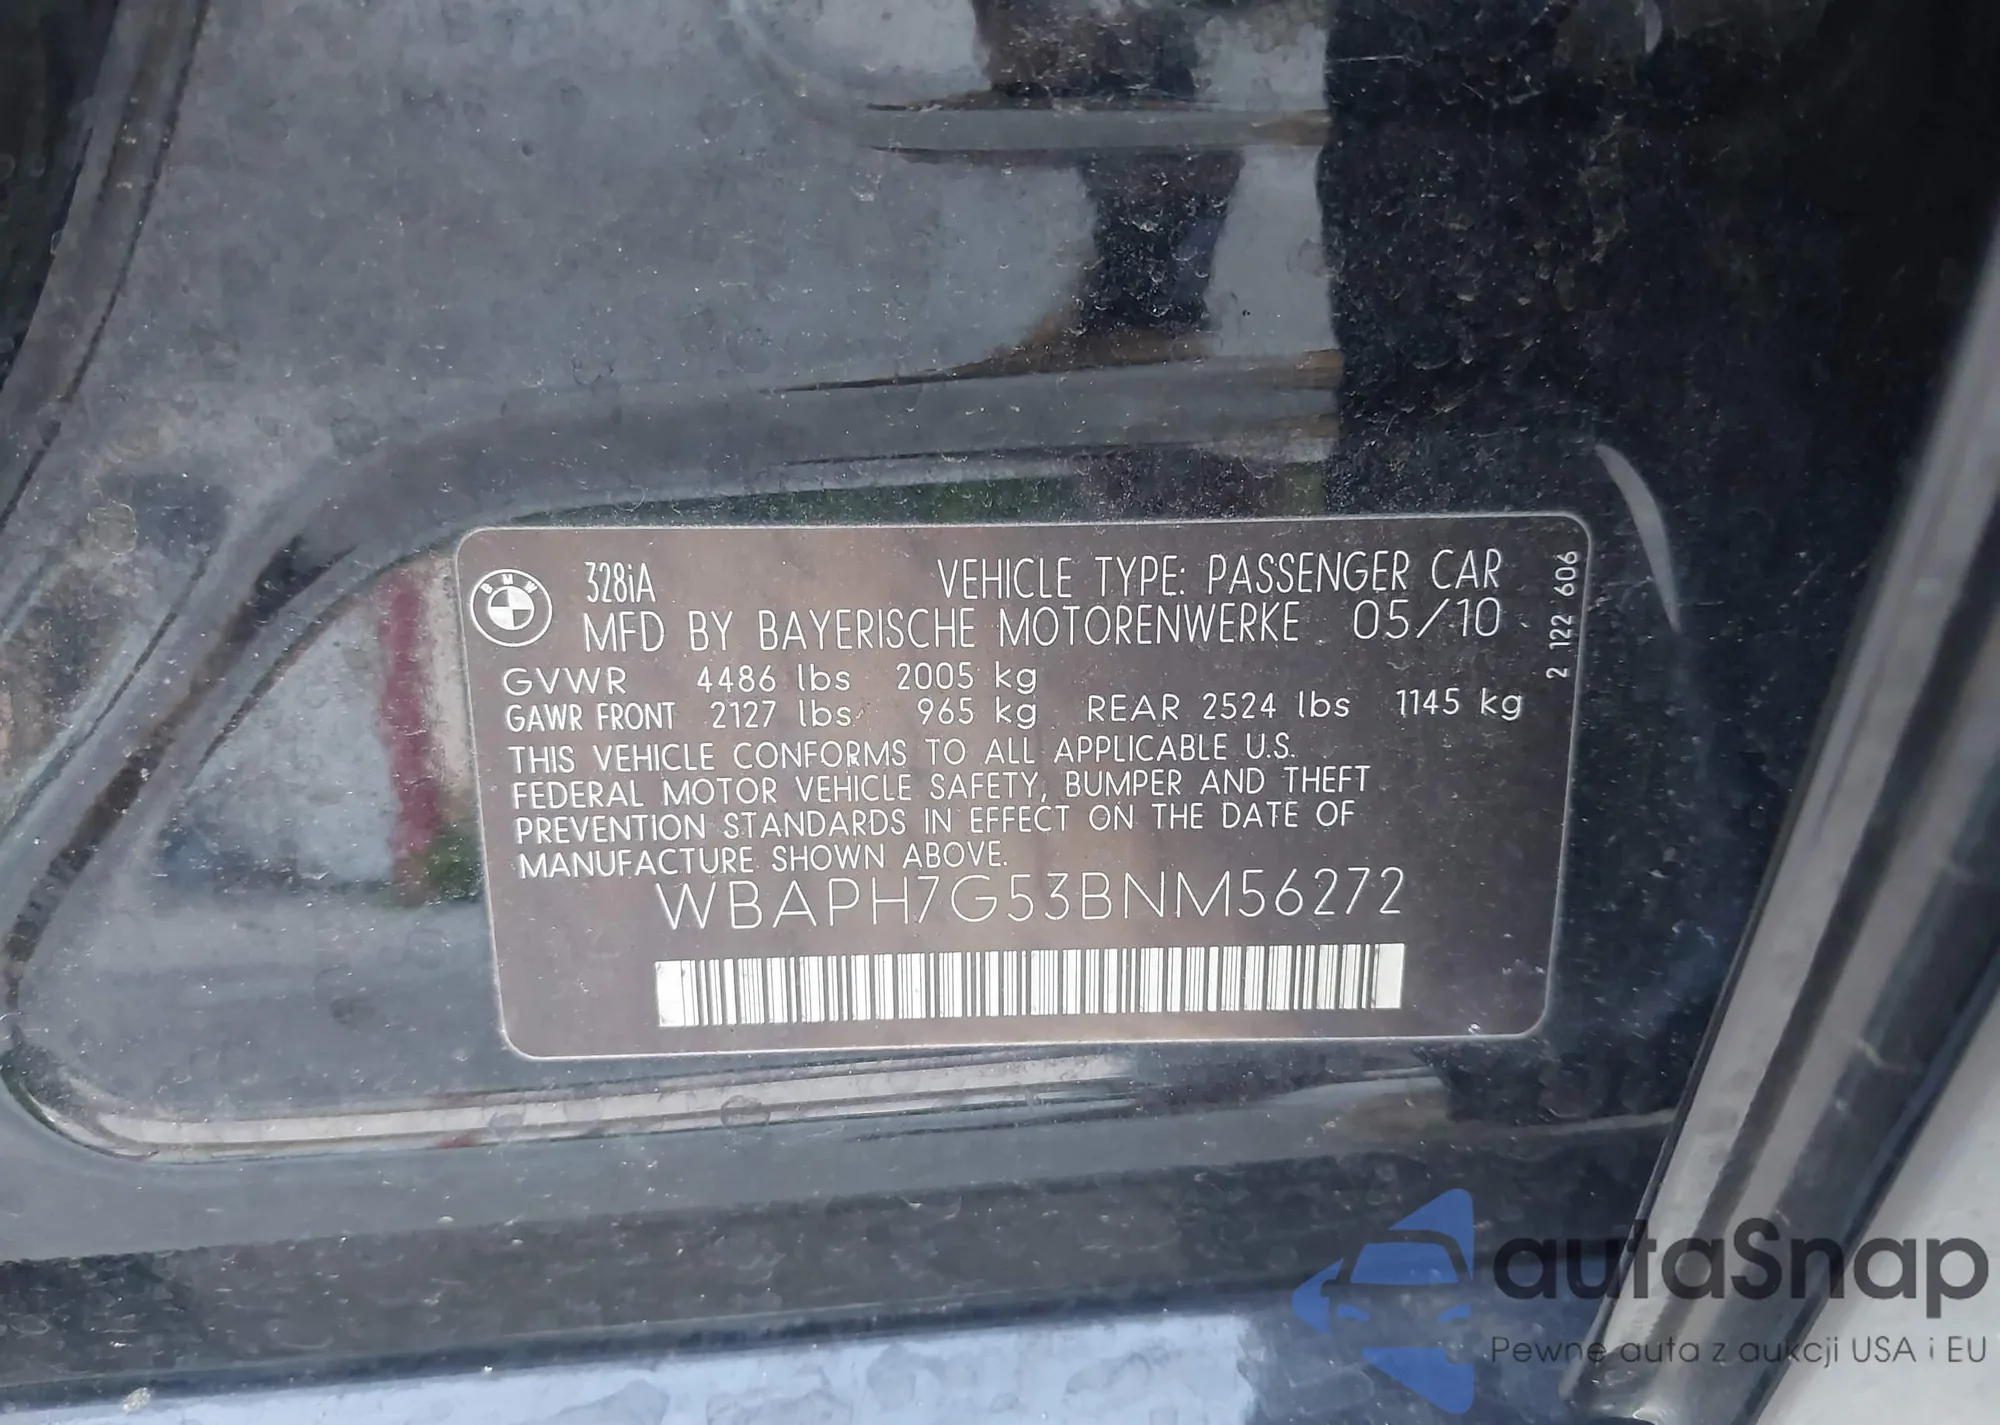 BMW
328iA VEHICLE TYPE: PASSENGER CAR
MFD BY BAYERISCHE MOTORENWERKE 05/10
GVWR 4486 lbs 2005 kg
GAWR FRONT 2127 lbs 965 kg REAR 2524 lbs 1145 kg
THIS VEHICLE CONFORMS TO ALL APPLICABLE U.S.
FEDERAL MOTOR VEHICLE SAFETY, BUMPER AND THEFT
PREVENTION STANDARDS IN EFFECT ON THE DATE OF
MANUFACTURE SHOWN ABOVE.
WBAPH7G53BNM56272
2 122 606
autaSnap
Pewne auta z aukcji USA i EU